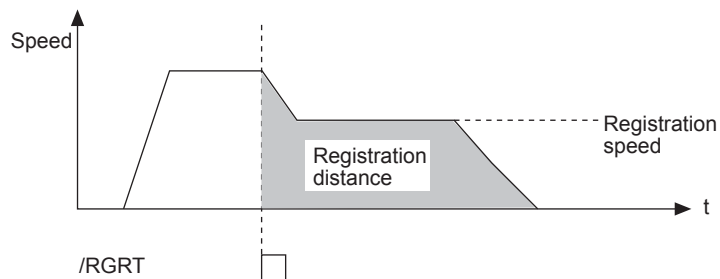 Speed
Registration
speed
Registration
distance
t
/RGRT